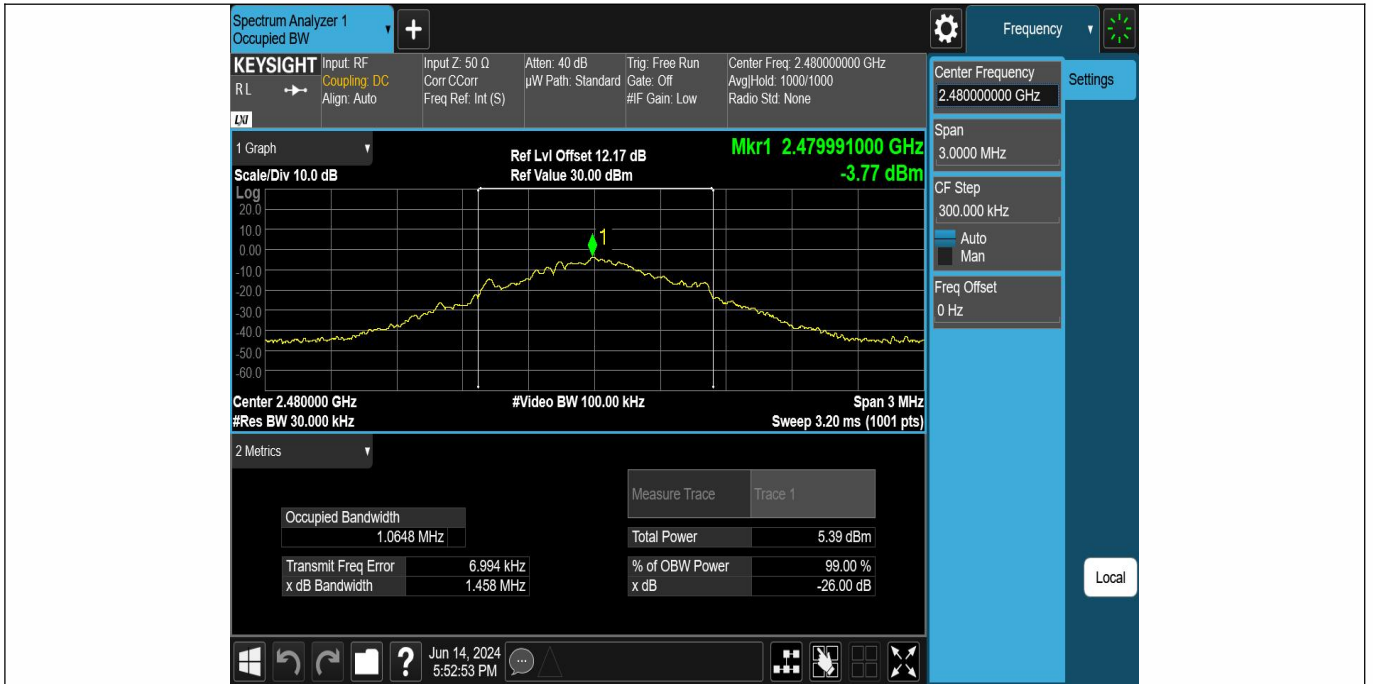 Spectrum Analyzer 1
Occupied BW
+
Frequency
KEYSIGHT
RL
LXI
Input: RF
Coupling: DC
Align: Auto
Input Z: 50 Ω
Corr CCorr
Freq Ref: Int (S)
Atten: 40 dB
µW Path: Standard
Trig: Free Run
Gate: Off
#IF Gain: Low
Center Freq: 2.480000000 GHz
Avg|Hold: 1000/1000
Radio Std: None
Center Frequency
2.480000000 GHz
Settings
Span
3.0000 MHz
CF Step
300.000 kHz
Auto
Man
Freq Offset
0 Hz
Local
1 Graph
Scale/Div 10.0 dB
Ref Lvl Offset 12.17 dB
Ref Value 30.00 dBm
Mkr1 2.479991000 GHz
-3.77 dBm
Log
20.0
10.0
0.00
-10.0
-20.0
-30.0
-40.0
-50.0
-60.0
1
Center 2.480000 GHz
#Res BW 30.000 kHz
#Video BW 100.00 kHz
Span 3 MHz
Sweep 3.20 ms (1001 pts)
2 Metrics
Measure Trace Trace 1
Occupied Bandwidth
1.0648 MHz
Total Power 5.39 dBm
Transmit Freq Error 6.994 kHz
% of OBW Power 99.00 %
x dB Bandwidth 1.458 MHz
x dB -26.00 dB
?
Jun 14, 2024
5:52:53 PM